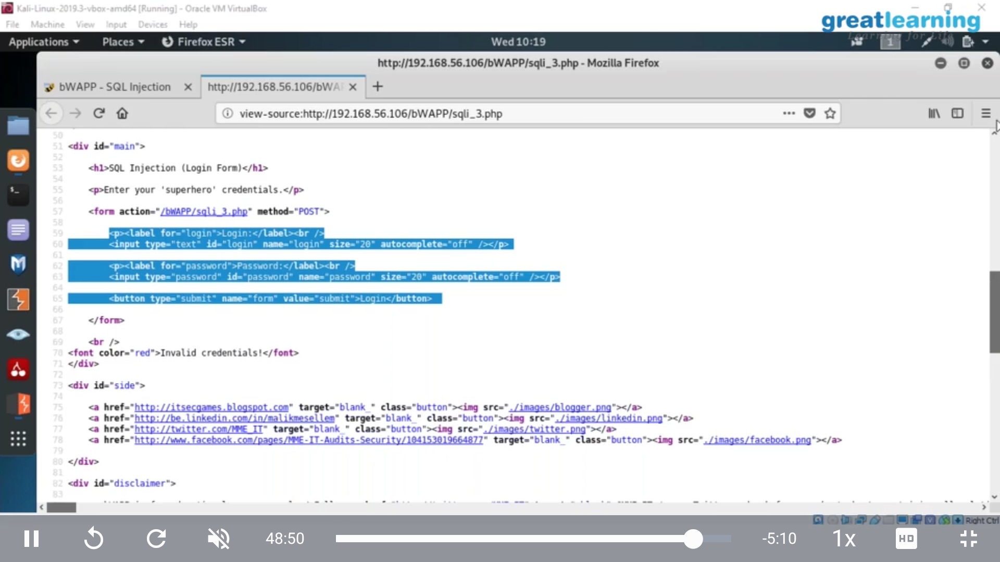 Kali-Linux-2019.3-vbox-amd64 [Running] - Oracle VM VirtualBox
File Machine View Input Devices Help
greatlearning
Learning for Life
Applications Places Firefox ESR Wed 10:19 1
http://192.168.56.106/bWAPP/sqli_3.php - Mozilla Firefox
bWAPP - SQL Injection http://192.168.56.106/bWAP
view-source:http://192.168.56.106/bWAPP/sqli_3.php
50
51 <div id="main">
52
53 <h1>SQL Injection (Login Form)</h1>
54
55 <p>Enter your 'superhero' credentials.</p>
56
57 <form action="/bWAPP/sqli_3.php" method="POST">
58
59 <p><label for="login">Login:</label><br />
60 <input type="text" id="login" name="login" size="20" autocomplete="off" /></p>
61
62 <p><label for="password">Password:</label><br />
63 <input type="password" id="password" name="password" size="20" autocomplete="off" /></p>
64
65 <button type="submit" name="form" value="submit">Login</button>
66
67 </form>
68
69 <br />
70 <font color="red">Invalid credentials!</font>
71 </div>
72
73 <div id="side">
74
75 <a href="http://itsecgames.blogspot.com" target="blank_" class="button"><img src="./images/blogger.png"></a>
76 <a href="http://be.linkedin.com/in/malikmesellem" target="blank_" class="button"><img src="./images/linkedin.png"></a>
77 <a href="http://twitter.com/MME_IT" target="blank_" class="button"><img src="./images/twitter.png"></a>
78 <a href="http://www.facebook.com/pages/MME-IT-Audits-Security/104153019664877" target="blank_" class="button"><img src="./images/facebook.png"></a>
79
80 </div>
81
82 <div id="disclaimer">
83
Right Ctrl
48:50 -5:10 1x HD